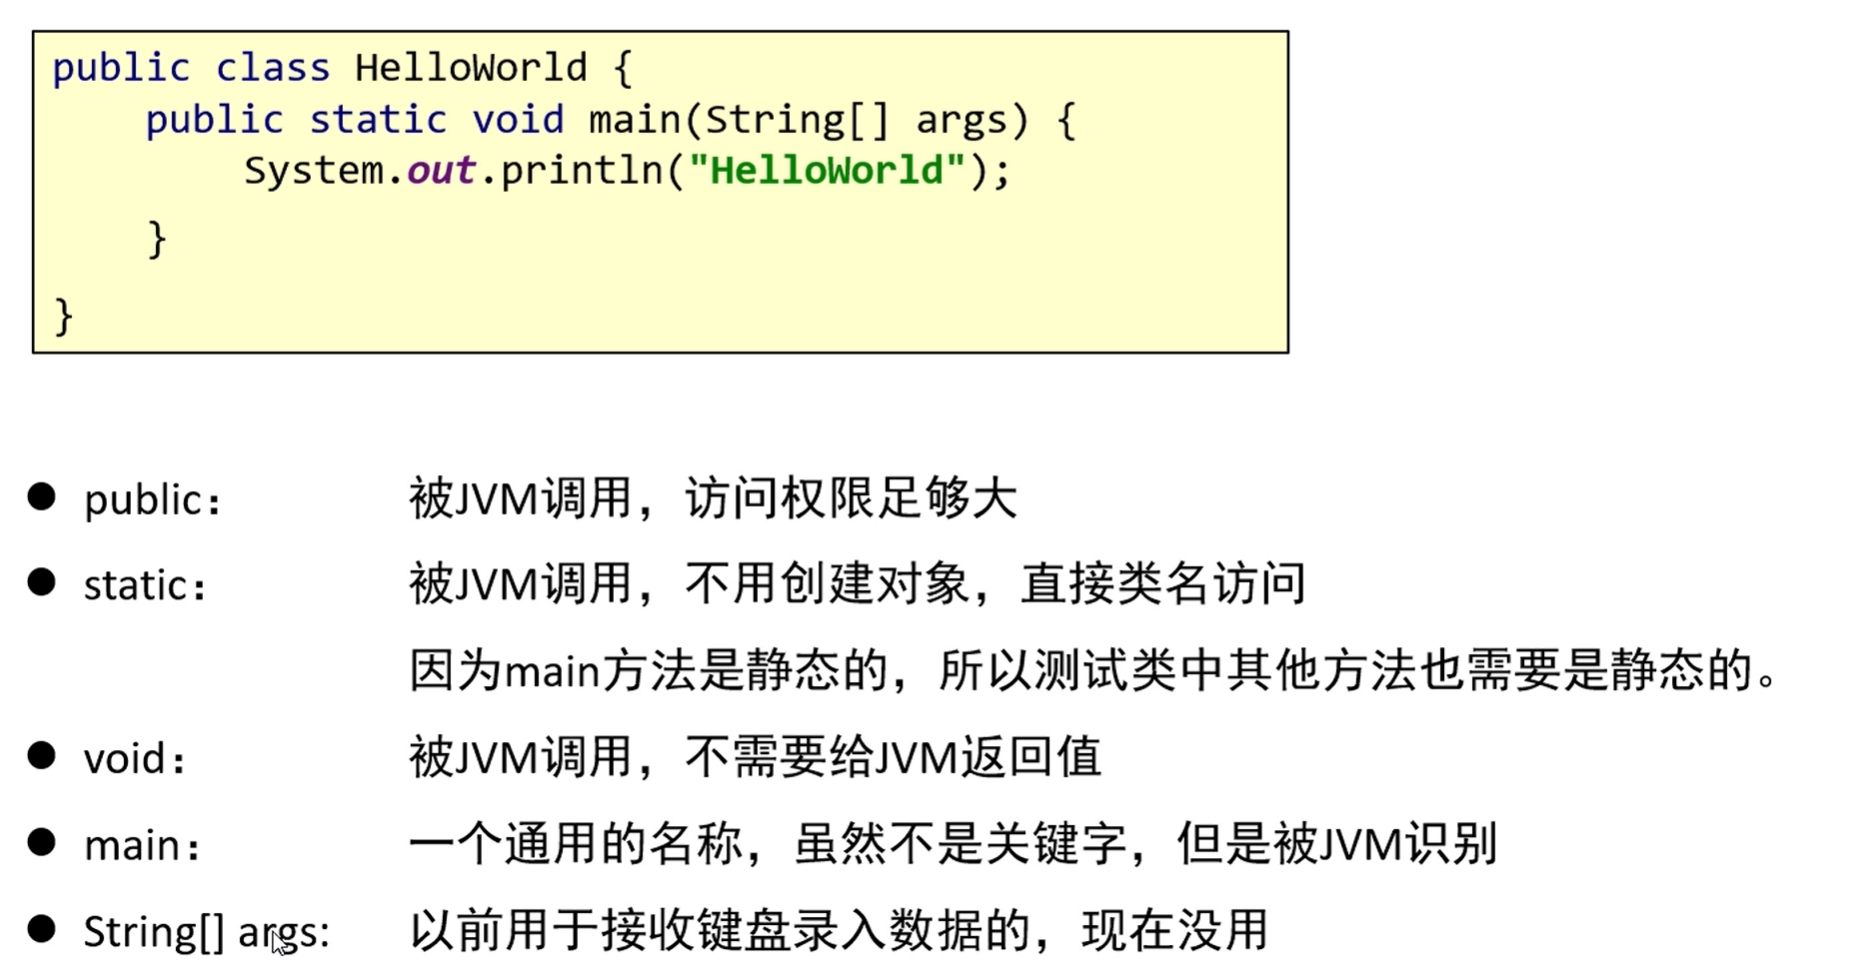 public class HelloWorld {
public static void main(String[] args) {
System.out.println("HelloWorld");
}
}
● public： 被JVM调用，访问权限足够大
● static： 被JVM调用，不用创建对象，直接类名访问
因为main方法是静态的，所以测试类中其他方法也需要是静态的。
● void： 被JVM调用，不需要给JVM返回值
● main： 一个通用的名称，虽然不是关键字，但是被JVM识别
● String[] args: 以前用于接收键盘录入数据的，现在没用